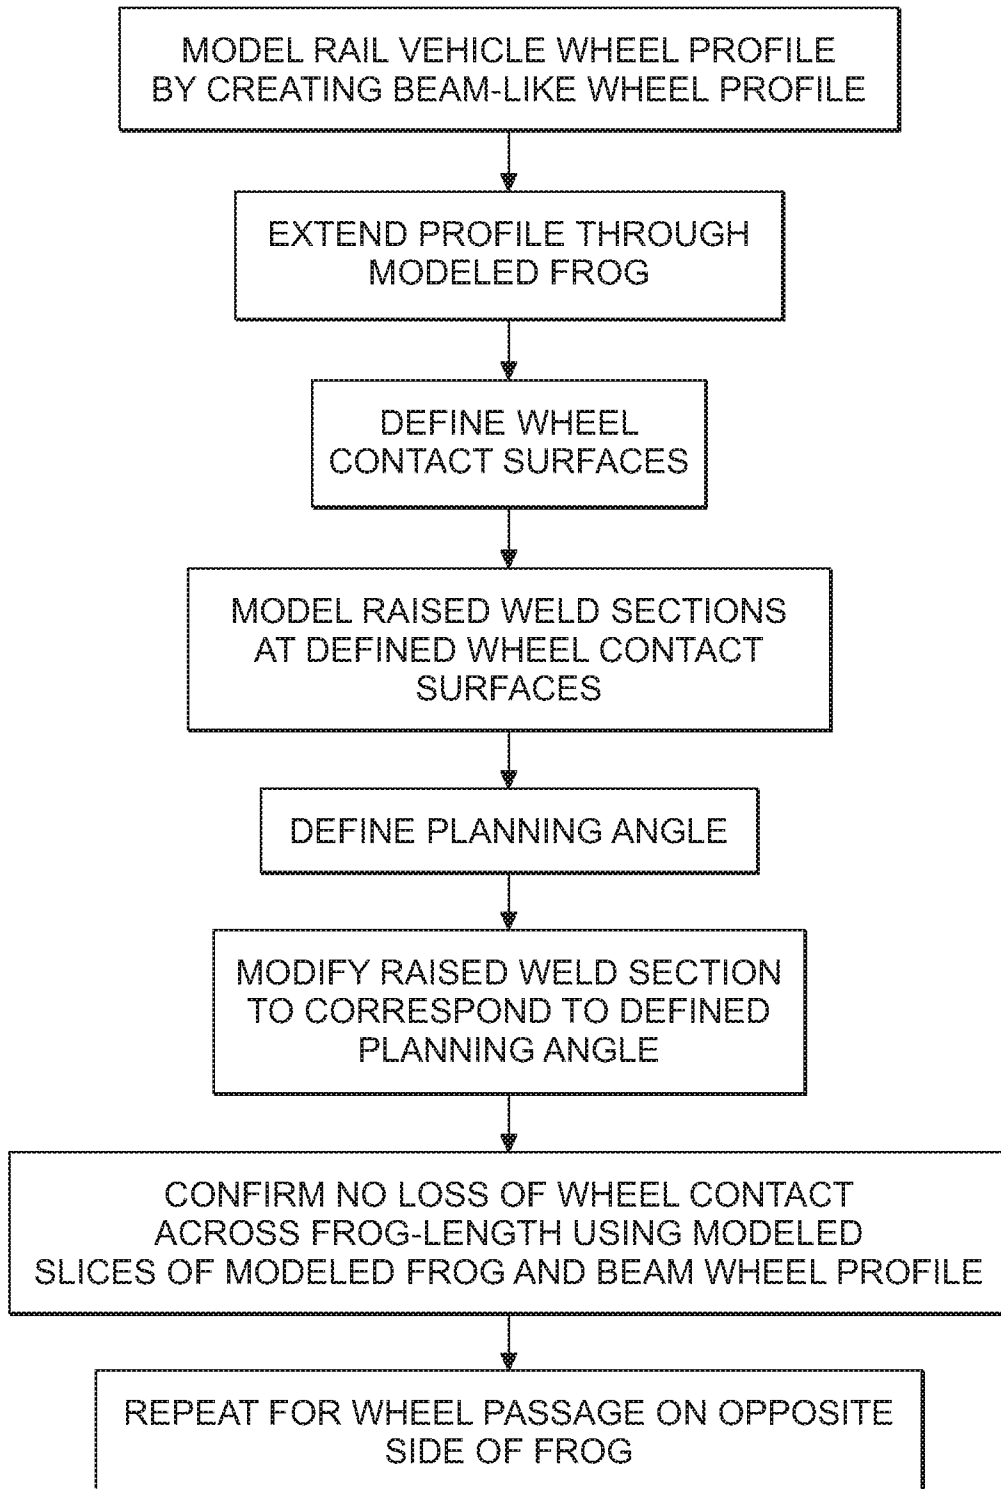 MODEL RAIL VEHICLE WHEEL PROFILE
BY CREATING BEAM-LIKE WHEEL PROFILE
EXTEND PROFILE THROUGH
MODELED FROG
DEFINE WHEEL
CONTACT SURFACES
MODEL RAISED WELD SECTIONS
AT DEFINED WHEEL CONTACT
SURFACES
DEFINE PLANNING ANGLE
MODIFY RAISED WELD SECTION
TO CORRESPOND TO DEFINED
PLANNING ANGLE
CONFIRM NO LOSS OF WHEEL CONTACT
ACROSS FROG-LENGTH USING MODELED
SLICES OF MODELED FROG AND BEAM WHEEL PROFILE
REPEAT FOR WHEEL PASSAGE ON OPPOSITE
SIDE OF FROG